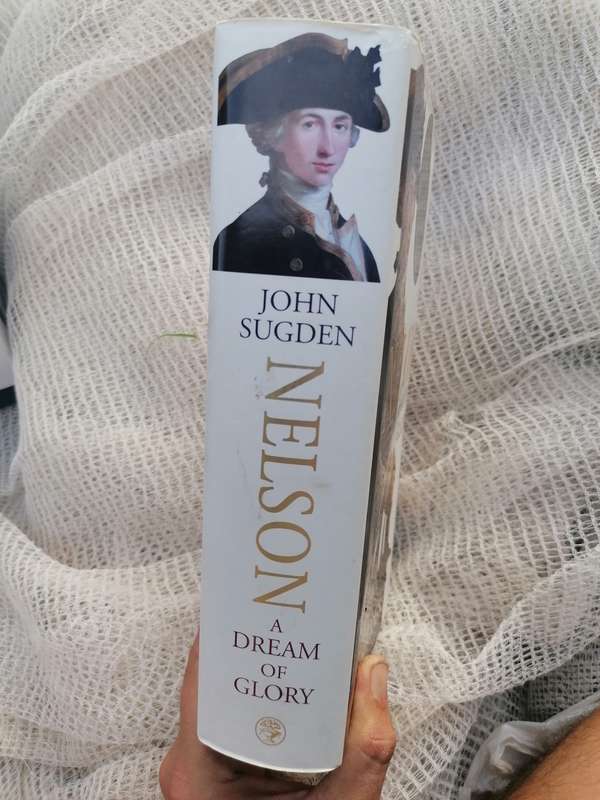 JOHN
SUGDEN
NELSON
A
DREAM
OF
GLORY